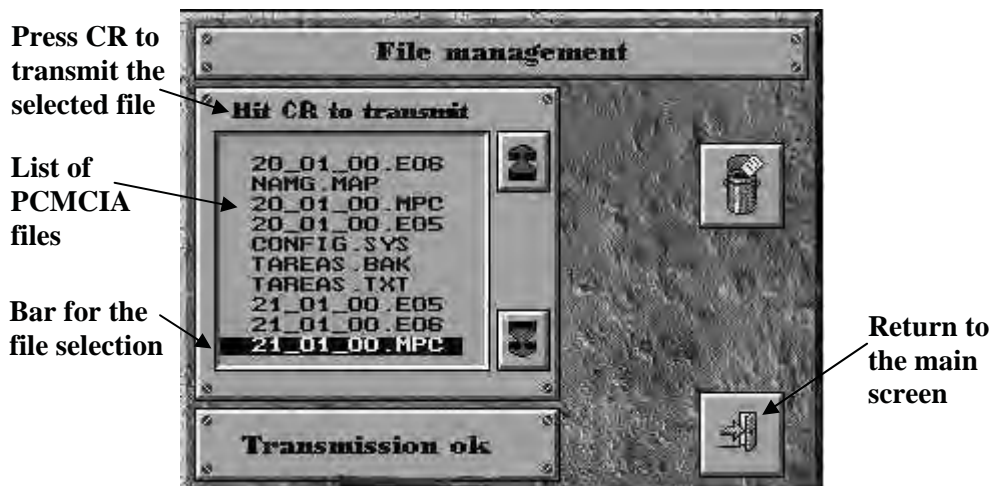 Press CR to
transmit the
selected file
File management
Hit CR to transmit
List of
PCMCIA
files
20_01_00.E06
NAMG.MAP
20_01_00.MPC
20_01_00.E05
CONFIG.SYS
TAREAS.BAK
TAREAS.TXT
21_01_00.E05
21_01_00.E06
21_01_00.MPC
Bar for the
file selection
Return to
the main
screen
Transmission ok